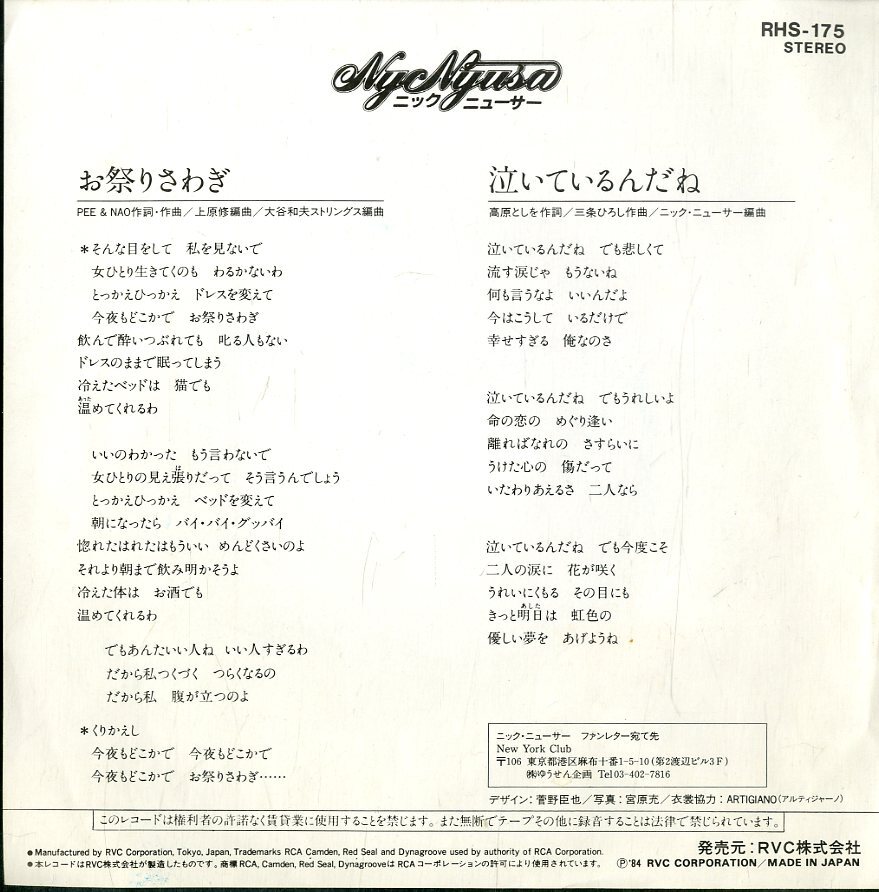 RHS-175
STEREO
NycNyusa
ニック ニューサー
お祭りさわぎ
PEE & NAO作詞・作曲／上原修編曲／大谷和夫ストリングス編曲
＊そんな目をして　私を見ないで
女ひとり生きてくのも　わるかないわ
とっかえひっかえ　ドレスを変えて
今夜もどこかで　お祭りさわぎ
飲んで酔いつぶれても　叱る人もない
ドレスのままで眠ってしまう
冷えたベッドは　猫でも
あった
温めてくれるわ
いいのわかった　もう言わないで
は
女ひとりの見え張りだって　そう言うんでしょう
とっかえひっかえ　ベッドを変えて
朝になったら　バイ・バイ・グッバイ
惚れたはれたはもういい　めんどくさいのよ
それより朝まで飲み明かそうよ
冷えた体は　お酒でも
温めてくれるわ
でもあんたいい人ね　いい人すぎるわ
だから私つくづく　つらくなるの
だから私　腹が立つのよ
＊くりかえし
今夜もどこかで　今夜もどこかで
今夜もどこかで　お祭りさわぎ……
泣いているんだね
高原としを作詞／三条ひろし作曲／ニック・ニューサー編曲
泣いているんだね　でも悲しくて
流す涙じゃ　もうないね
何も言うなよ　いいんだよ
今はこうして　いるだけで
幸せすぎる　俺なのさ
泣いているんだね　でもうれしいよ
命の恋の　めぐり逢い
離ればなれの　さすらいに
うけた心の　傷だって
いたわりあえるさ　二人なら
泣いているんだね　でも今度こそ
二人の涙に　花が咲く
うれいにくもる　その目にも
あした
きっと明日は　虹色の
優しい夢を　あげようね
ニック・ニューサー　ファンレター宛て先
New York Club
〒106 東京都港区麻布十番1-5-10（第2渡辺ビル3F）
㈱ゆうせん企画 Tel 03-402-7816
デザイン：菅野臣也／写真：宮原充／衣裳協力：ARTIGIANO（アルティジャーノ）
このレコードは権利者の許諾なく賃貸業に使用することを禁じます。また無断でテープその他に録音することは法律で禁じられています。
●Manufactured by RVC Corporation, Tokyo, Japan, Trademarks RCA Camden, Red Seal and Dynagroove used by authority of RCA Corporation.
●本レコードはRVC株式会社が製造したものです。商標RCA, Camden, Red Seal, DynagrooveはRCAコーポレーションの許可により使用されています。
発売元：RVC株式会社
Ⓟ'84 RVC CORPORATION／MADE IN JAPAN